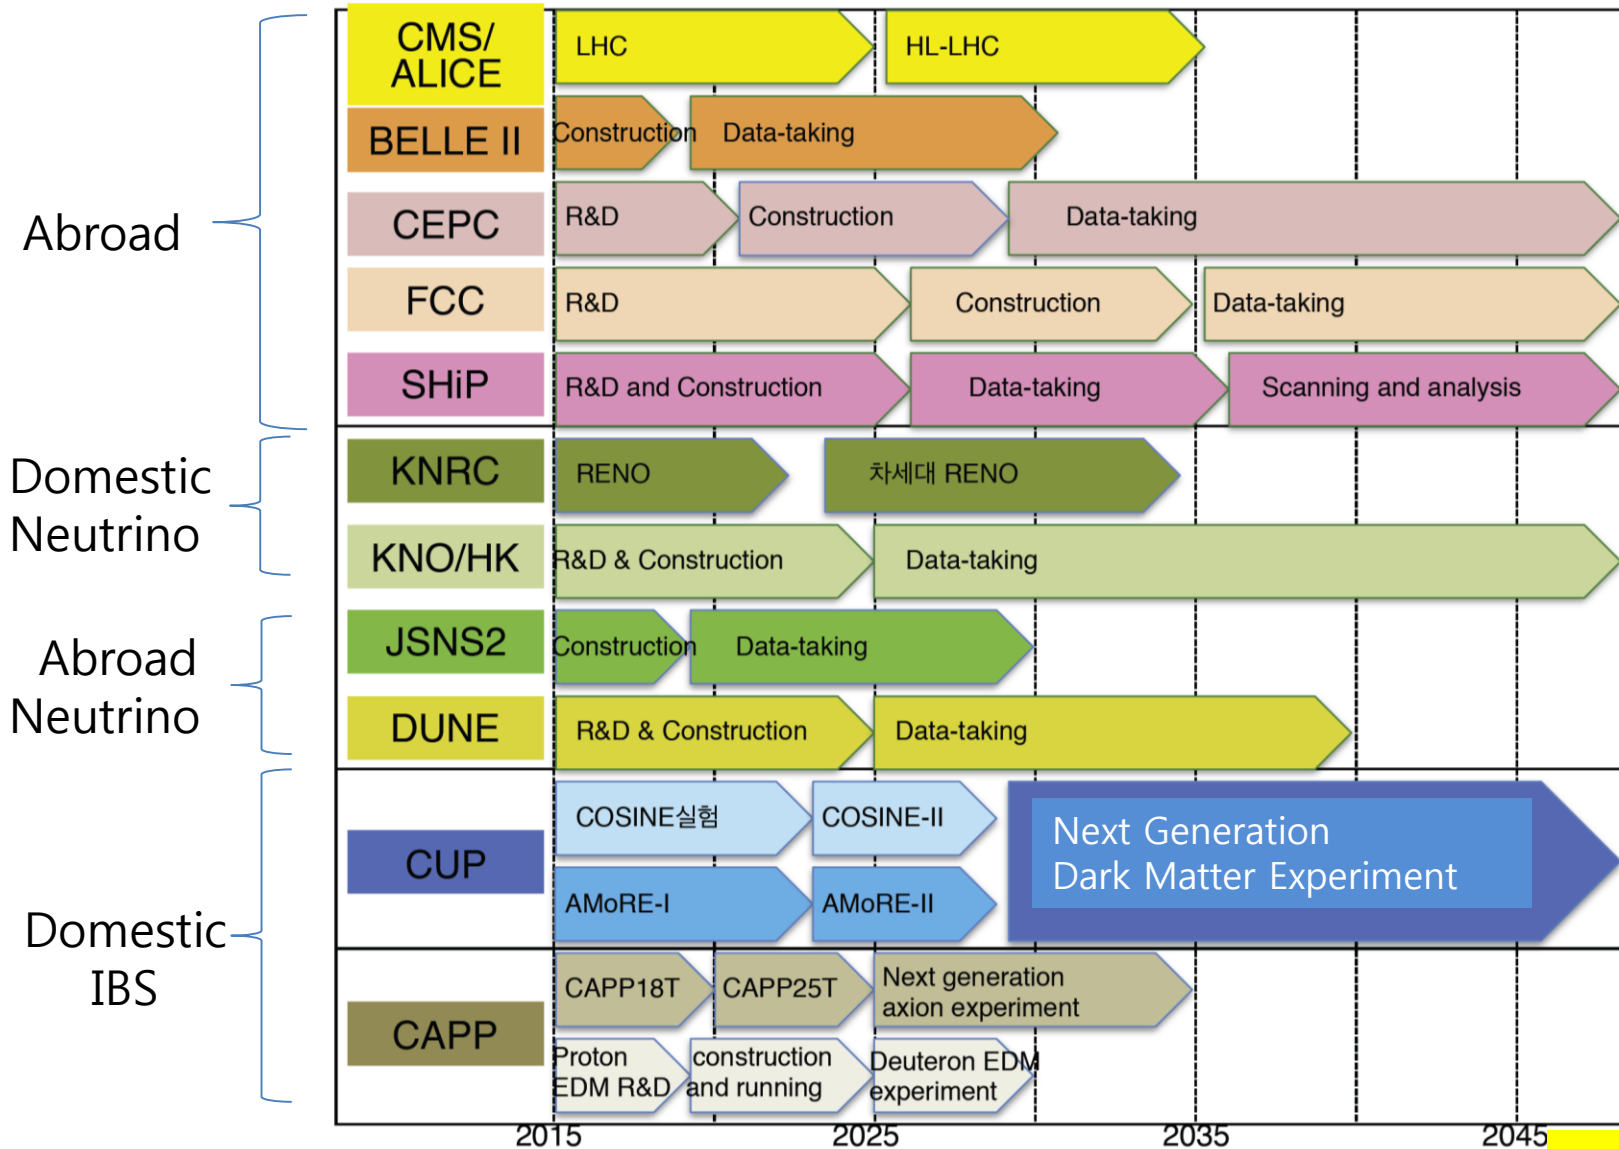 Abroad
CMS/
ALICE
LHC
HL-LHC
BELLE II
Construction
Data-taking
CEPC
R&D
Construction
Data-taking
FCC
R&D
Construction
Data-taking
SHiP
R&D and Construction
Data-taking
Scanning and analysis
Domestic
Neutrino
KNRC
RENO
차세대 RENO
KNO/HK
R&D & Construction
Data-taking
Abroad
Neutrino
JSNS2
Construction
Data-taking
DUNE
R&D & Construction
Data-taking
Domestic
IBS
CUP
COSINE실험
COSINE-II
AMoRE-I
AMoRE-II
Next Generation
Dark Matter Experiment
CAPP
CAPP18T
CAPP25T
Next generation
axion experiment
Proton
EDM R&D
construction
and running
Deuteron EDM
experiment
2015
2025
2035
2045